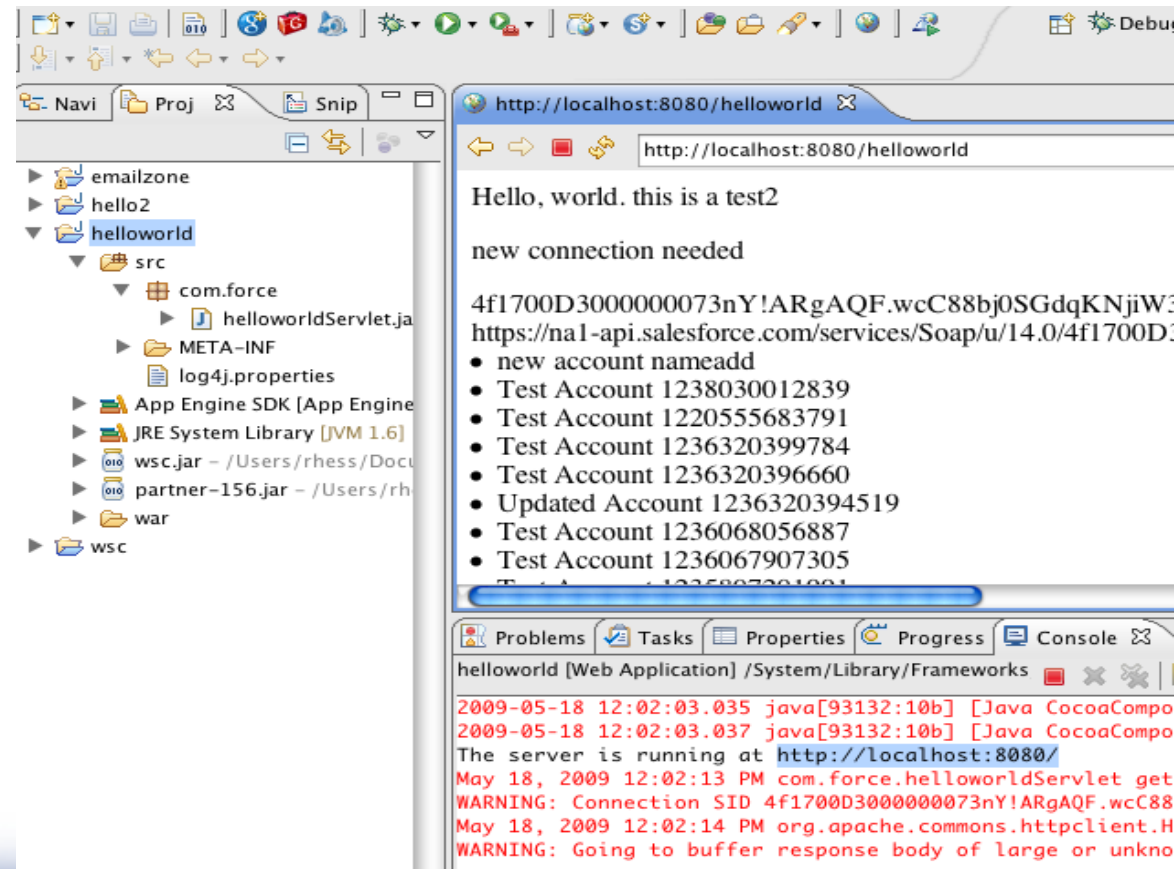 Debug
Navi Proj Snip
http://localhost:8080/helloworld
http://localhost:8080/helloworld
emailzone
hello2
helloworld
src
com.force
helloworldServlet.ja
META-INF
log4j.properties
App Engine SDK [App Engine
JRE System Library [JVM 1.6]
wsc.jar - /Users/rhess/Docu
partner-156.jar - /Users/rh
war
wsc
Hello, world. this is a test2
new connection needed
4f1700D3000000073nY!ARgAQF.wcC88bj0SGdqKNjiW3
https://na1-api.salesforce.com/services/Soap/u/14.0/4f1700D3
• new account nameadd
• Test Account 1238030012839
• Test Account 1220555683791
• Test Account 1236320399784
• Test Account 1236320396660
• Updated Account 1236320394519
• Test Account 1236068056887
• Test Account 1236067907305
Problems Tasks Properties Progress Console
helloworld [Web Application] /System/Library/Frameworks
2009-05-18 12:02:03.035 java[93132:10b] [Java CocoaCompo
2009-05-18 12:02:03.037 java[93132:10b] [Java CocoaCompo
The server is running at http://localhost:8080/
May 18, 2009 12:02:13 PM com.force.helloworldServlet get
WARNING: Connection SID 4f1700D3000000073nY!ARgAQF.wcC88
May 18, 2009 12:02:14 PM org.apache.commons.httpclient.H
WARNING: Going to buffer response body of large or unkno